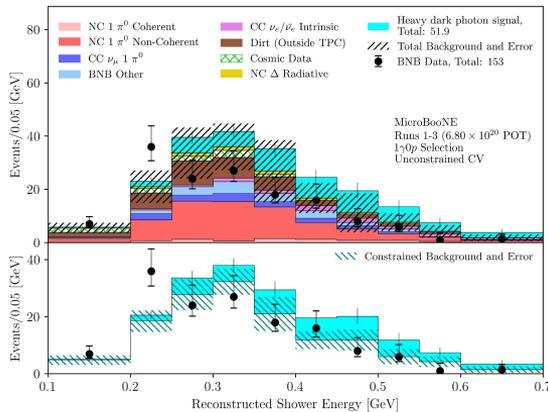 NC 1 π⁰ Coherent
NC 1 π⁰ Non-Coherent
CC νμ 1 π⁰
BNB Other
CC νe/ν̄e Intrinsic
Dirt (Outside TPC)
Cosmic Data
NC Δ Radiative
Heavy dark photon signal,
Total: 51.9
Total Background and Error
BNB Data, Total: 153
MicroBooNE
Runs 1-3 (6.80 × 10²⁰ POT)
1γ0p Selection
Unconstrained CV
Events/0.05 [GeV]
80
60
40
20
0
Constrained Background and Error
Events/0.05 [GeV]
40
20
0
0.1 0.2 0.3 0.4 0.5 0.6 0.7
Reconstructed Shower Energy [GeV]